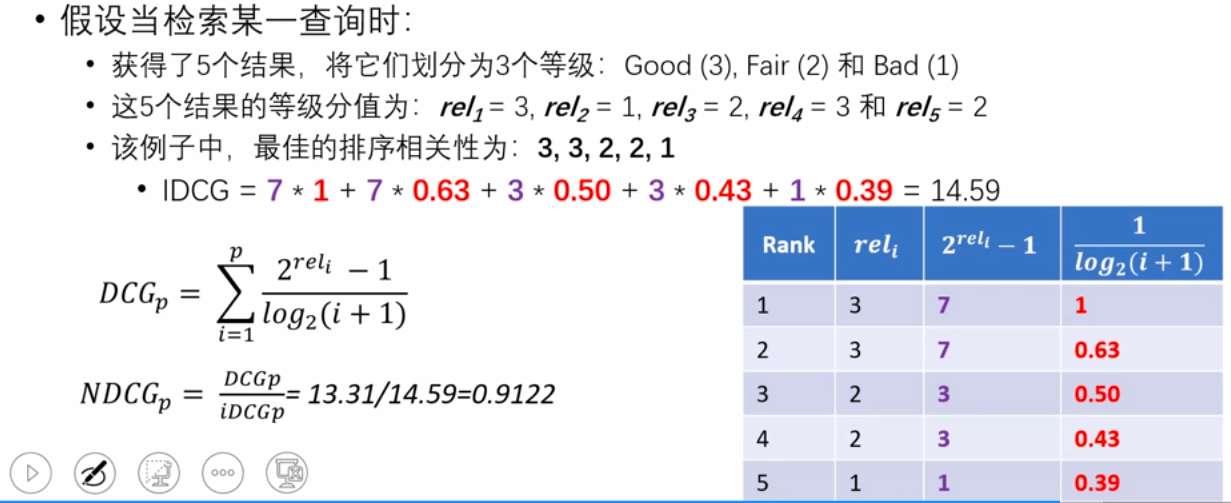 • 假设当检索某一查询时：
• 获得了5个结果，将它们划分为3个等级：Good (3), Fair (2) 和 Bad (1)
• 这5个结果的等级分值为：rel₁ = 3, rel₂ = 1, rel₃ = 2, rel₄ = 3 和 rel₅ = 2
• 该例子中，最佳的排序相关性为：3, 3, 2, 2, 1
• IDCG = 7 * 1 + 7 * 0.63 + 3 * 0.50 + 3 * 0.43 + 1 * 0.39 = 14.59
DCG_p = \sum_{i=1}^{p} \frac{2^{rel_i} - 1}{log_2(i + 1)}
NDCG_p = \frac{DCGp}{iDCGp} = 13.31/14.59=0.9122
Rank rel_i 2^{rel_i} − 1 \frac{1}{log_2(i + 1)}
1 3 7 1
2 3 7 0.63
3 2 3 0.50
4 2 3 0.43
5 1 1 0.39